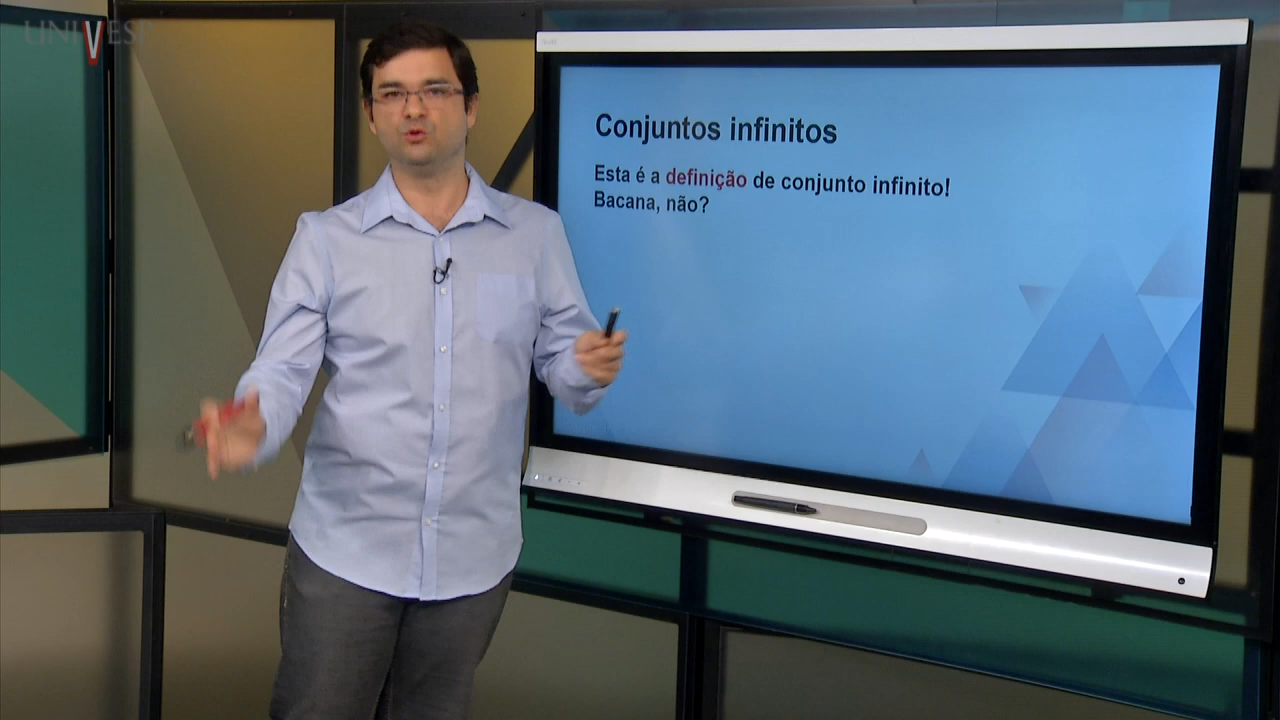 UNIVESP
Conjuntos infinitos
Esta é a definição de conjunto infinito!
Bacana, não?